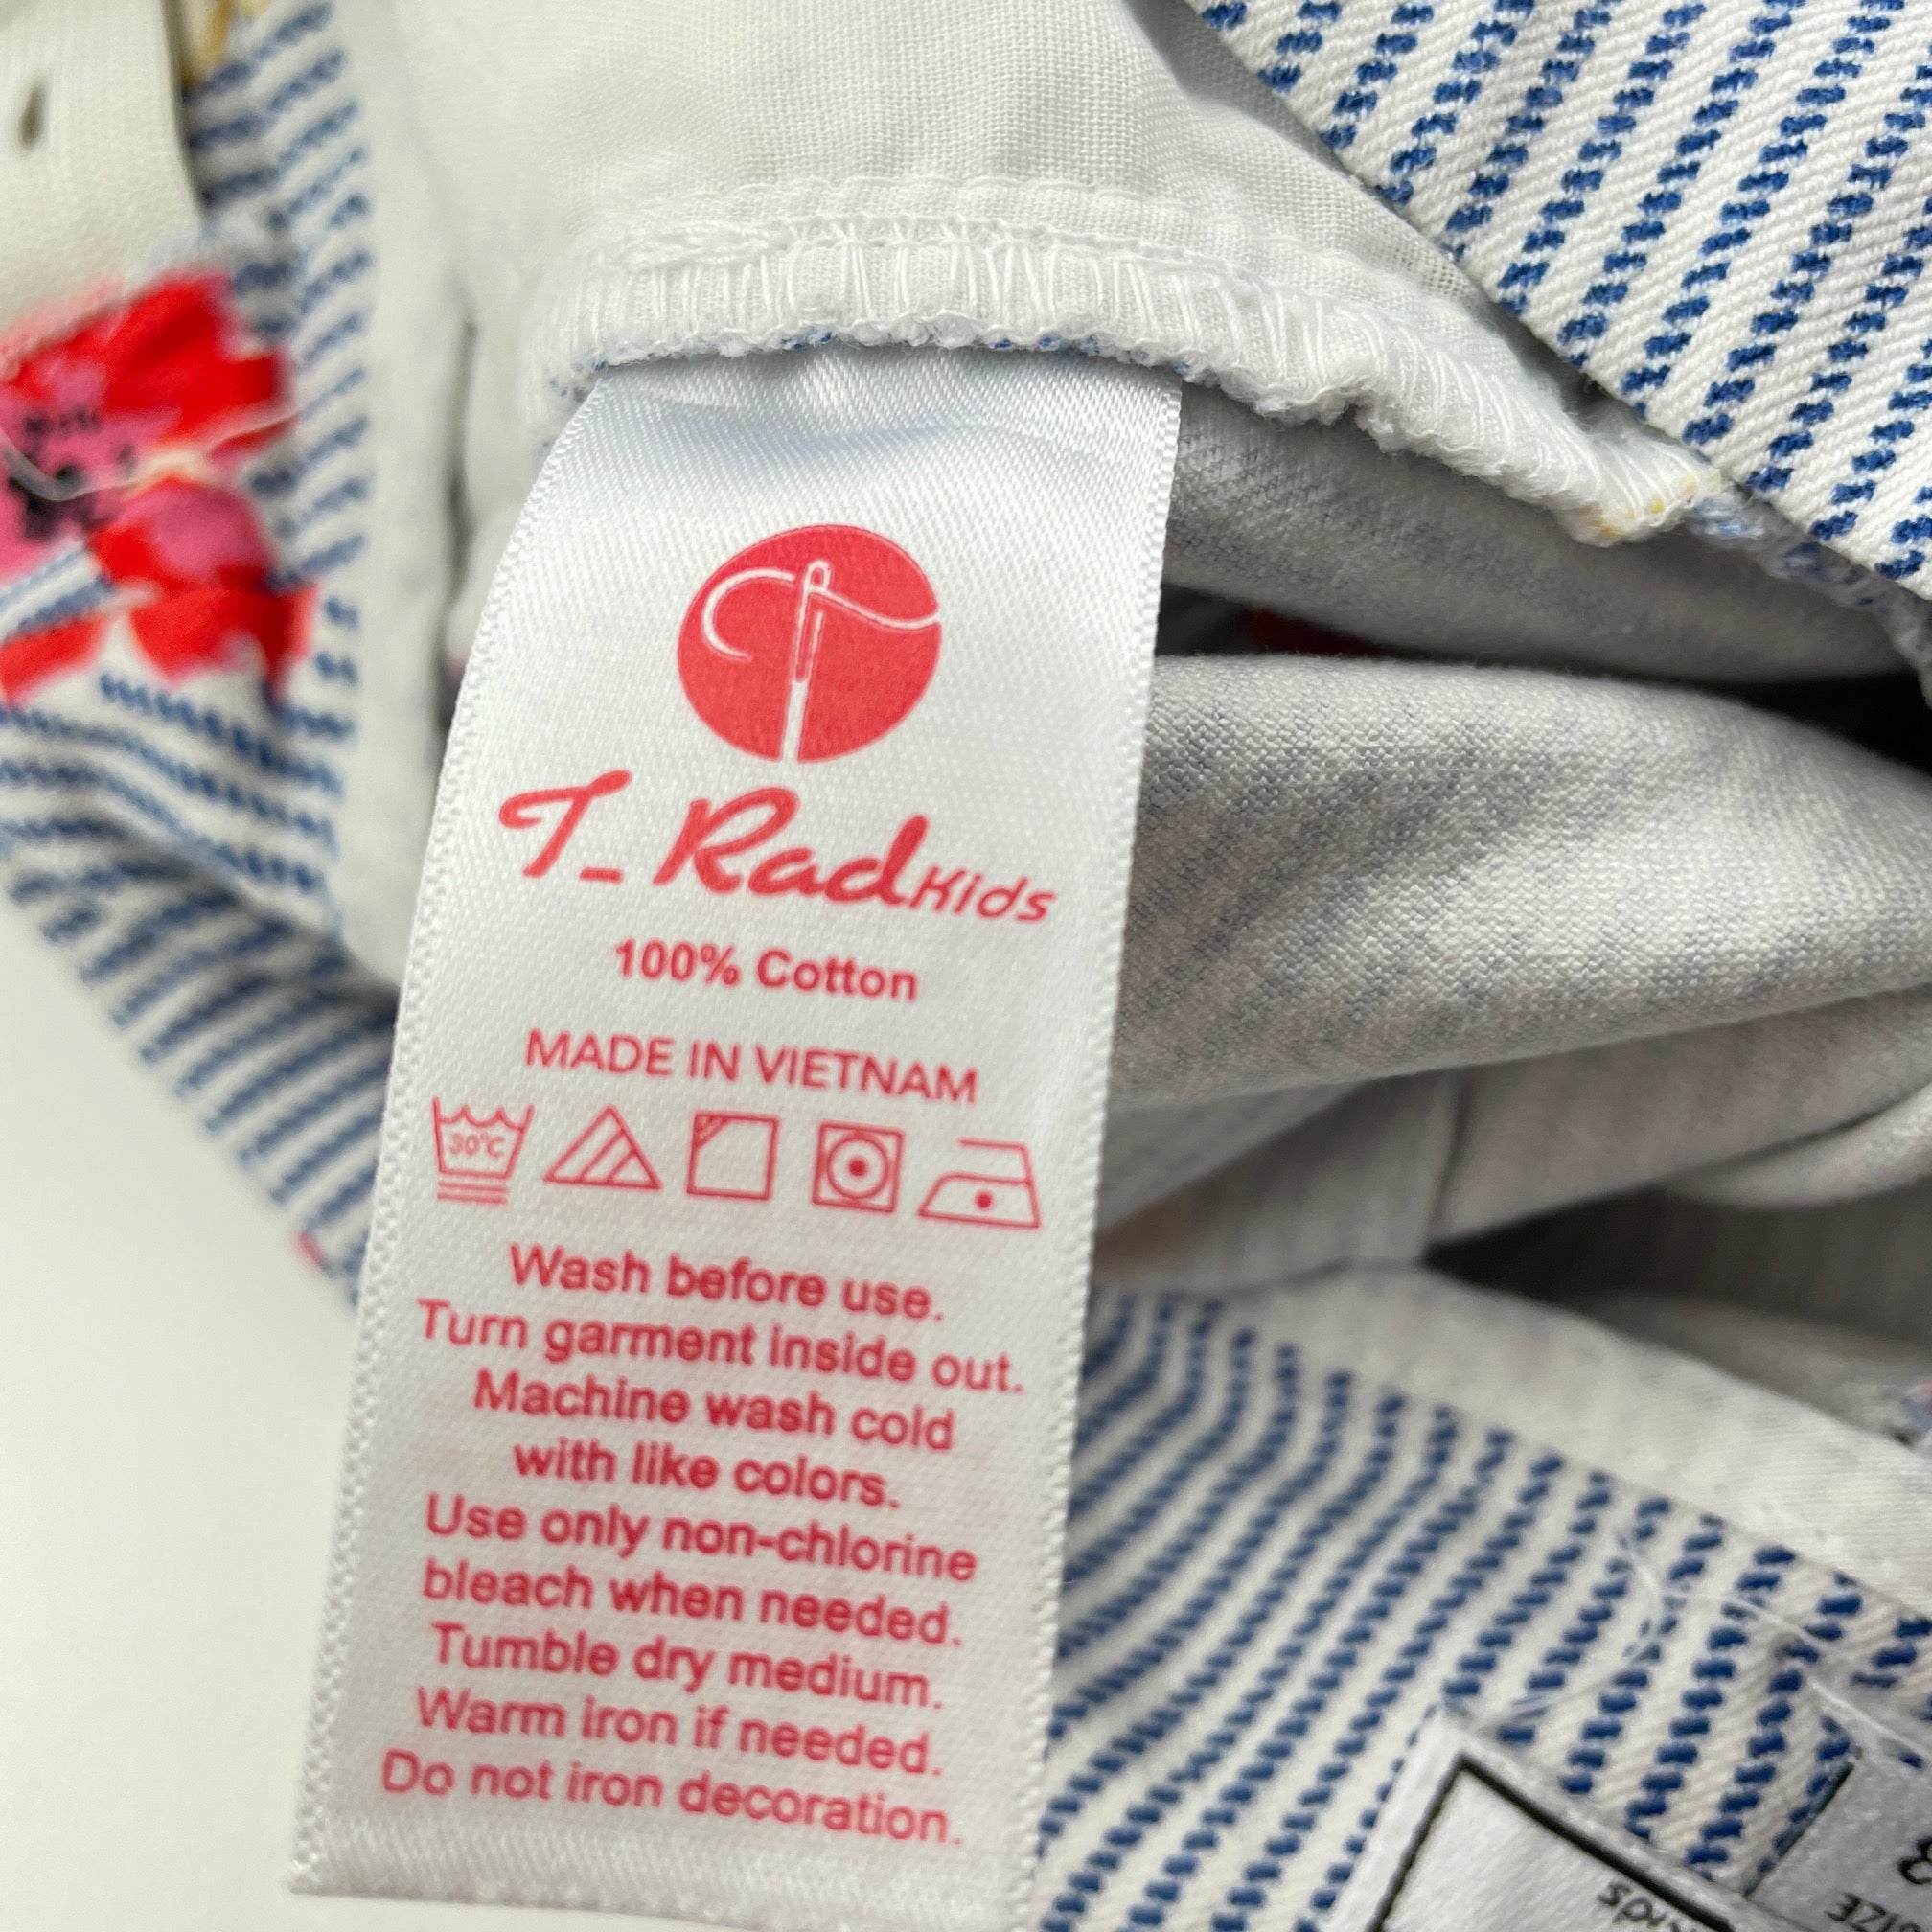 T_ Rad Kids
100% Cotton
MADE IN VIETNAM
30°C
Wash before use.
Turn garment inside out.
Machine wash cold
with like colors.
Use only non-chlorine
bleach when needed.
Tumble dry medium.
Warm iron if needed.
Do not iron decoration.